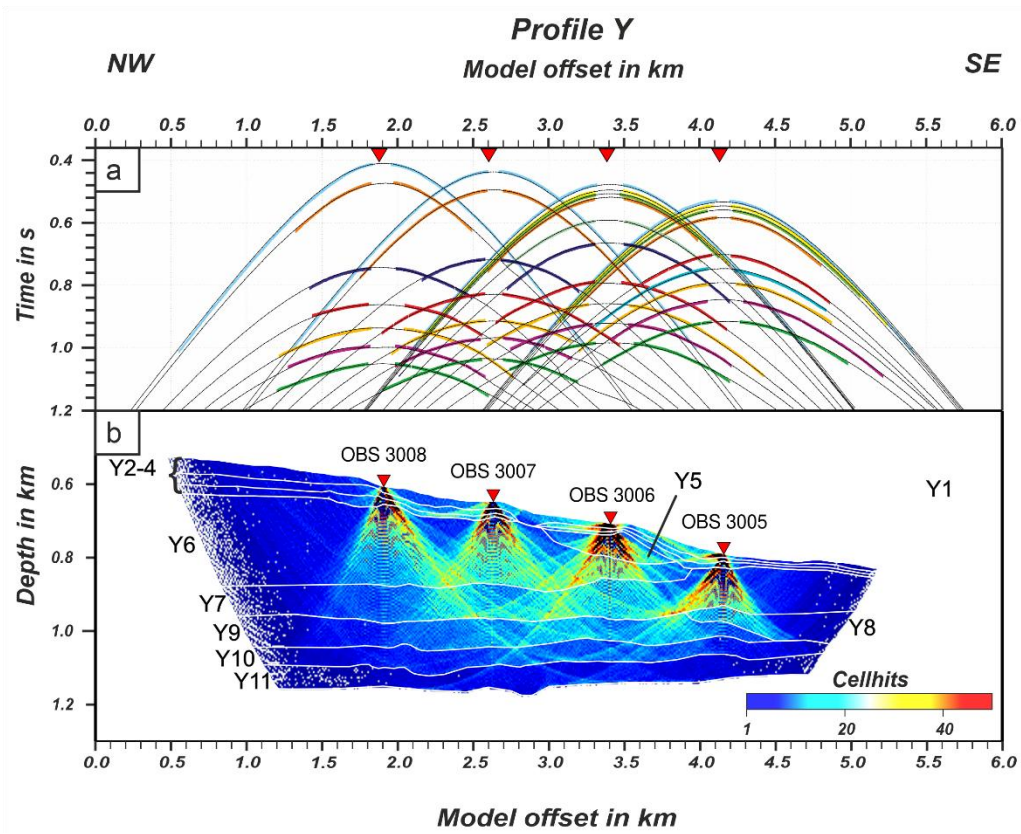 Profile Y
NW Model offset in km SE
0.0 0.5 1.0 1.5 2.0 2.5 3.0 3.5 4.0 4.5 5.0 5.5 6.0
a
Time in s
0.4
0.6
0.8
1.0
1.2
b
Depth in km
0.6
0.8
1.0
1.2
Y2-4
{
OBS 3008
OBS 3007
OBS 3006
OBS 3005
Y5
Y1
Y6
Y7
Y8
Y9
Y10
Y11
Cellhits
1 20 40
0.0 0.5 1.0 1.5 2.0 2.5 3.0 3.5 4.0 4.5 5.0 5.5 6.0
Model offset in km